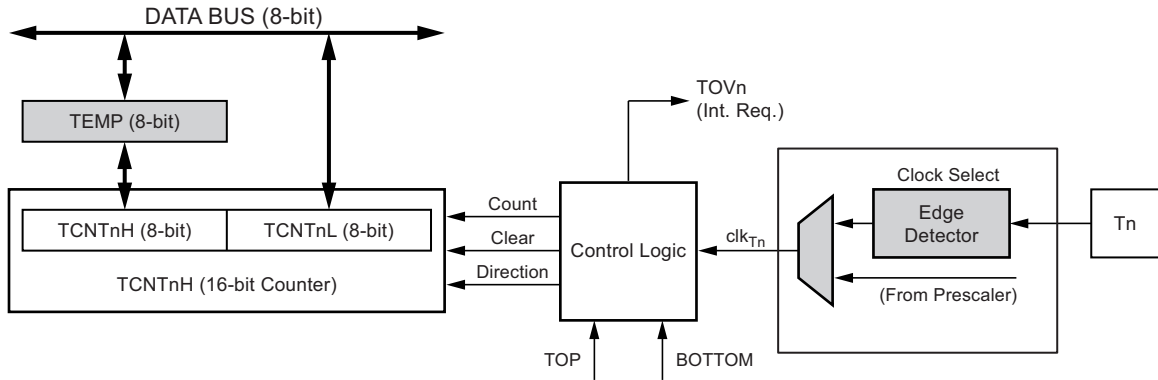 DATA BUS (8-bit)
TEMP (8-bit)
TCNTnH (8-bit)
TCNTnL (8-bit)
TCNTnH (16-bit Counter)
Count
Clear
Direction
Control Logic
TOVn
(Int. Req.)
TOP
BOTTOM
clkTn
Clock Select
Edge
Detector
(From Prescaler)
Tn